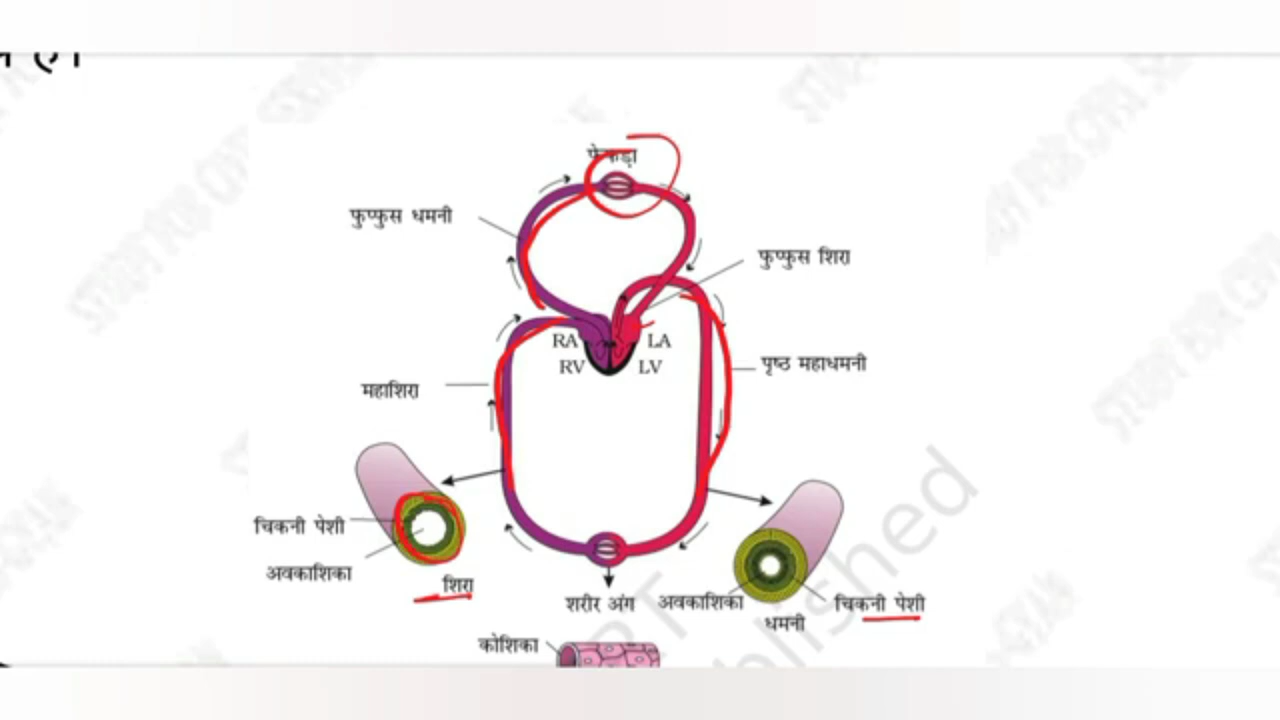 फेफड़ा
फुप्फुस धमनी
फुप्फुस शिरा
RA LA
RV LV
पृष्ठ महाधमनी
महाशिरा
चिकनी पेशी
अवकाशिका
शिरा
शरीर अंग
अवकाशिका
चिकनी पेशी
धमनी
कोशिका